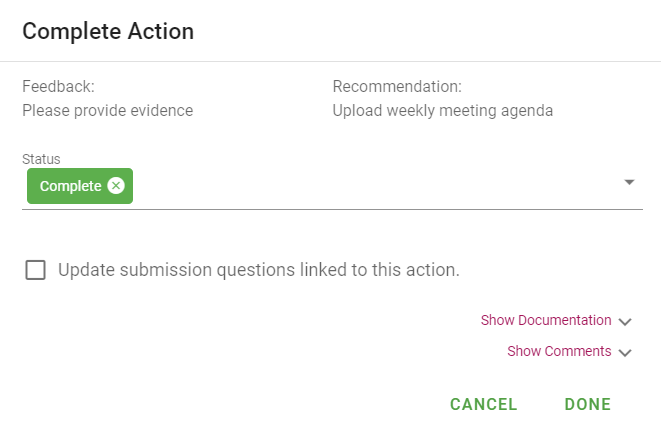 Complete Action
Feedback:
Please provide evidence
Recommendation:
Upload weekly meeting agenda
Status
Complete
Update submission questions linked to this action.
Show Documentation
Show Comments
CANCEL DONE